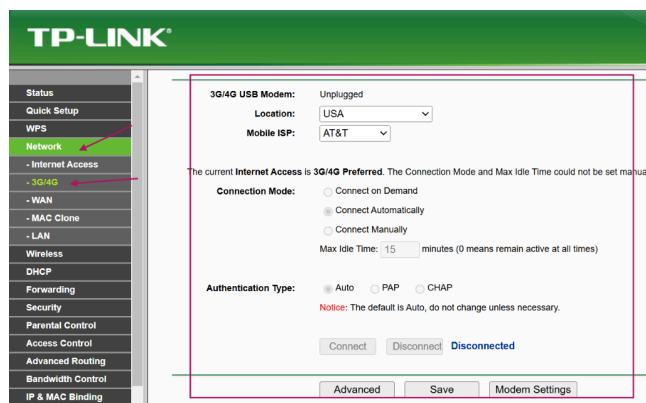 TP-LINK®
Status
Quick Setup
WPS
Network
- Internet Access
- 3G/4G
- WAN
- MAC Clone
- LAN
Wireless
DHCP
Forwarding
Security
Parental Control
Access Control
Advanced Routing
Bandwidth Control
IP & MAC Binding
3G/4G USB Modem: Unplugged
Location: USA
Mobile ISP: AT&T
The current Internet Access is 3G/4G Preferred. The Connection Mode and Max Idle Time could not be set manua
Connection Mode: Connect on Demand
Connect Automatically
Connect Manually
Max Idle Time: 15 minutes (0 means remain active at all times)
Authentication Type: Auto PAP CHAP
Notice: The default is Auto, do not change unless necessary.
Connect Disconnect Disconnected
Advanced Save Modem Settings